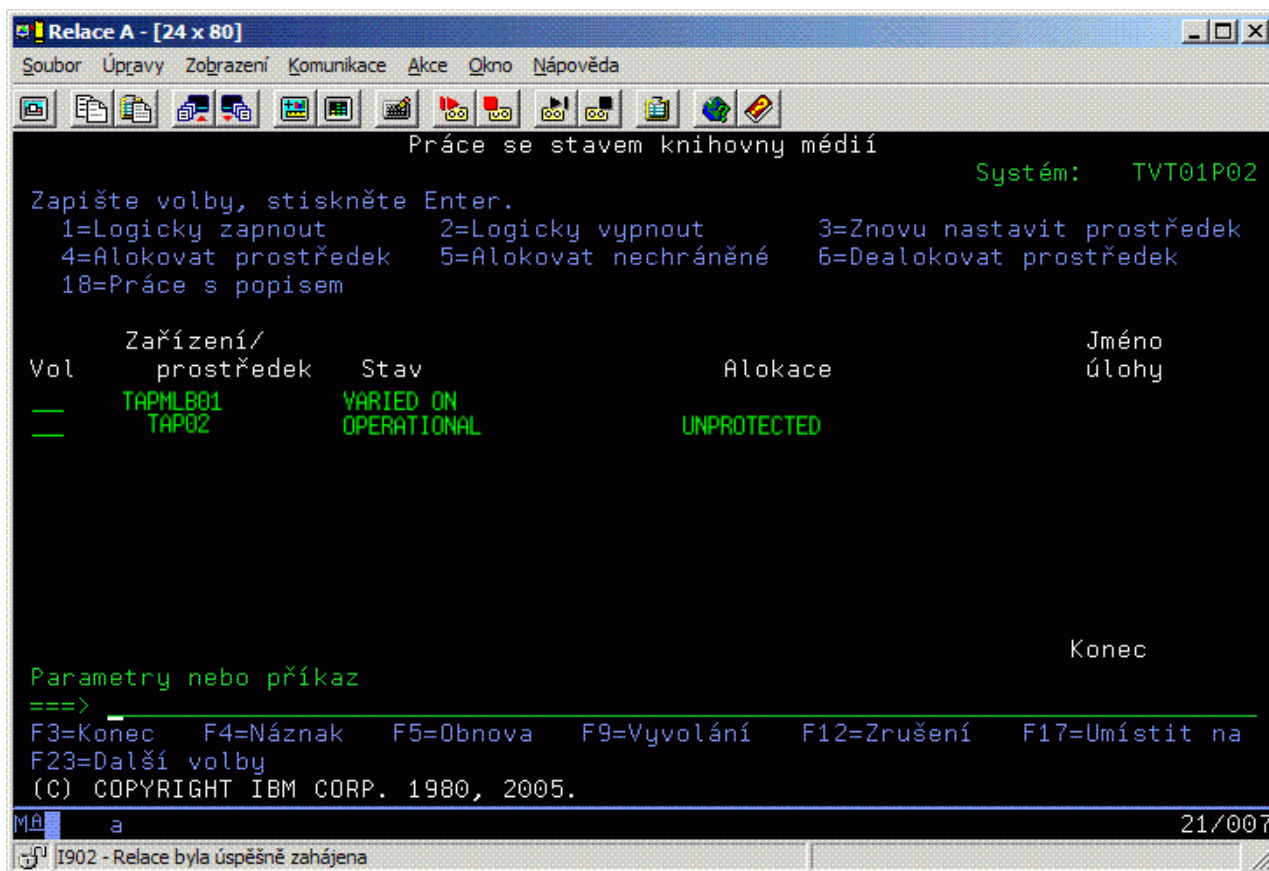 Relace A - [24 x 80]
Soubor Úpravy Zobrazení Komunikace Akce Okno Nápověda
Práce se stavem knihovny médií
Systém: TVT01P02
Zapište volby, stiskněte Enter.
1=Logicky zapnout 2=Logicky vypnout 3=Znovu nastavit prostředek
4=Alokovat prostředek 5=Alokovat nechráněné 6=Dealokovat prostředek
18=Práce s popisem
Zařízení/ Jméno
Vol prostředek Stav Alokace úlohy
__ TAPMLB01 VARIED ON
__ TAP02 OPERATIONAL UNPROTECTED
Konec
Parametry nebo příkaz
===>
F3=Konec F4=Náznak F5=Obnova F9=Vyvolání F12=Zrušení F17=Umístit na
F23=Další volby
(C) COPYRIGHT IBM CORP. 1980, 2005.
MA a 21/007
I902 - Relace byla úspěšně zahájena